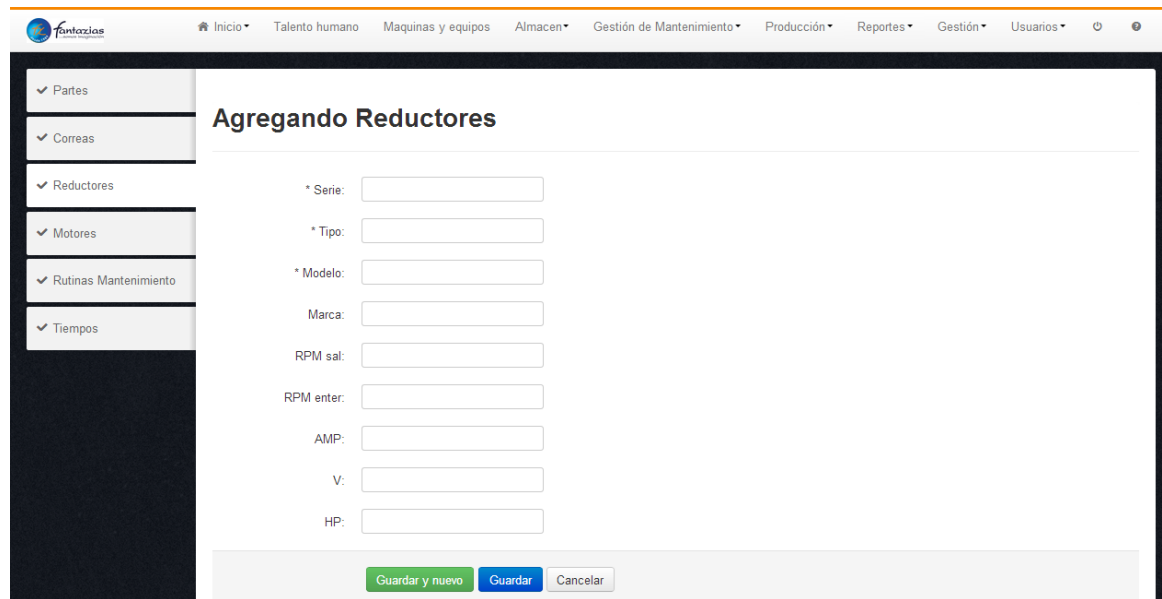 fantazias
Inicio Talento humano Maquinas y equipos Almacen Gestión de Mantenimiento Producción Reportes Gestión Usuarios
Partes
Correas
Reductores
Motores
Rutinas Mantenimiento
Tiempos
Agregando Reductores
* Serie:
* Tipo:
* Modelo:
Marca:
RPM sal:
RPM enter:
AMP:
V:
HP:
Guardar y nuevo Guardar Cancelar